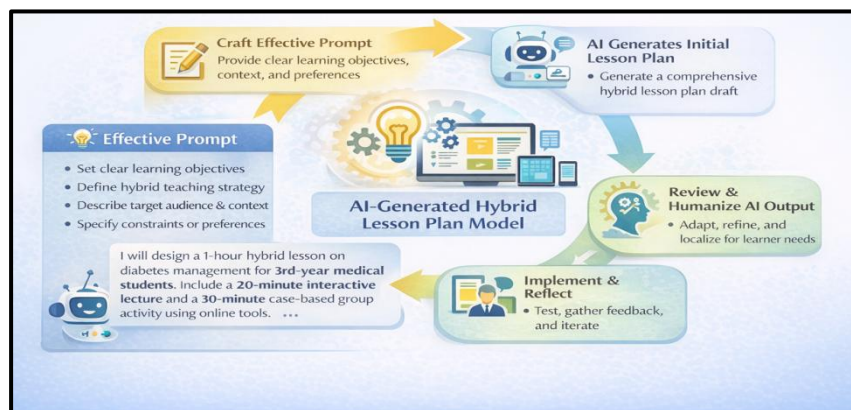 Craft Effective Prompt
Provide clear learning objectives,
context, and preferences
AI Generates Initial
Lesson Plan
• Generate a comprehensive
hybrid lesson plan draft
Effective Prompt
• Set clear learning objectives
• Define hybrid teaching strategy
• Describe target audience & context
• Specify constraints or preferences
AI-Generated Hybrid
Lesson Plan Model
Review &
Humanize AI Output
• Adapt, refine, and
localize for learner needs
I will design a 1-hour hybrid lesson on
diabetes management for 3rd-year medical
students. Include a 20-minute interactive
lecture and a 30-minute case-based group
activity using online tools. ...
Implement &
Reflect
• Test, gather feedback,
and iterate